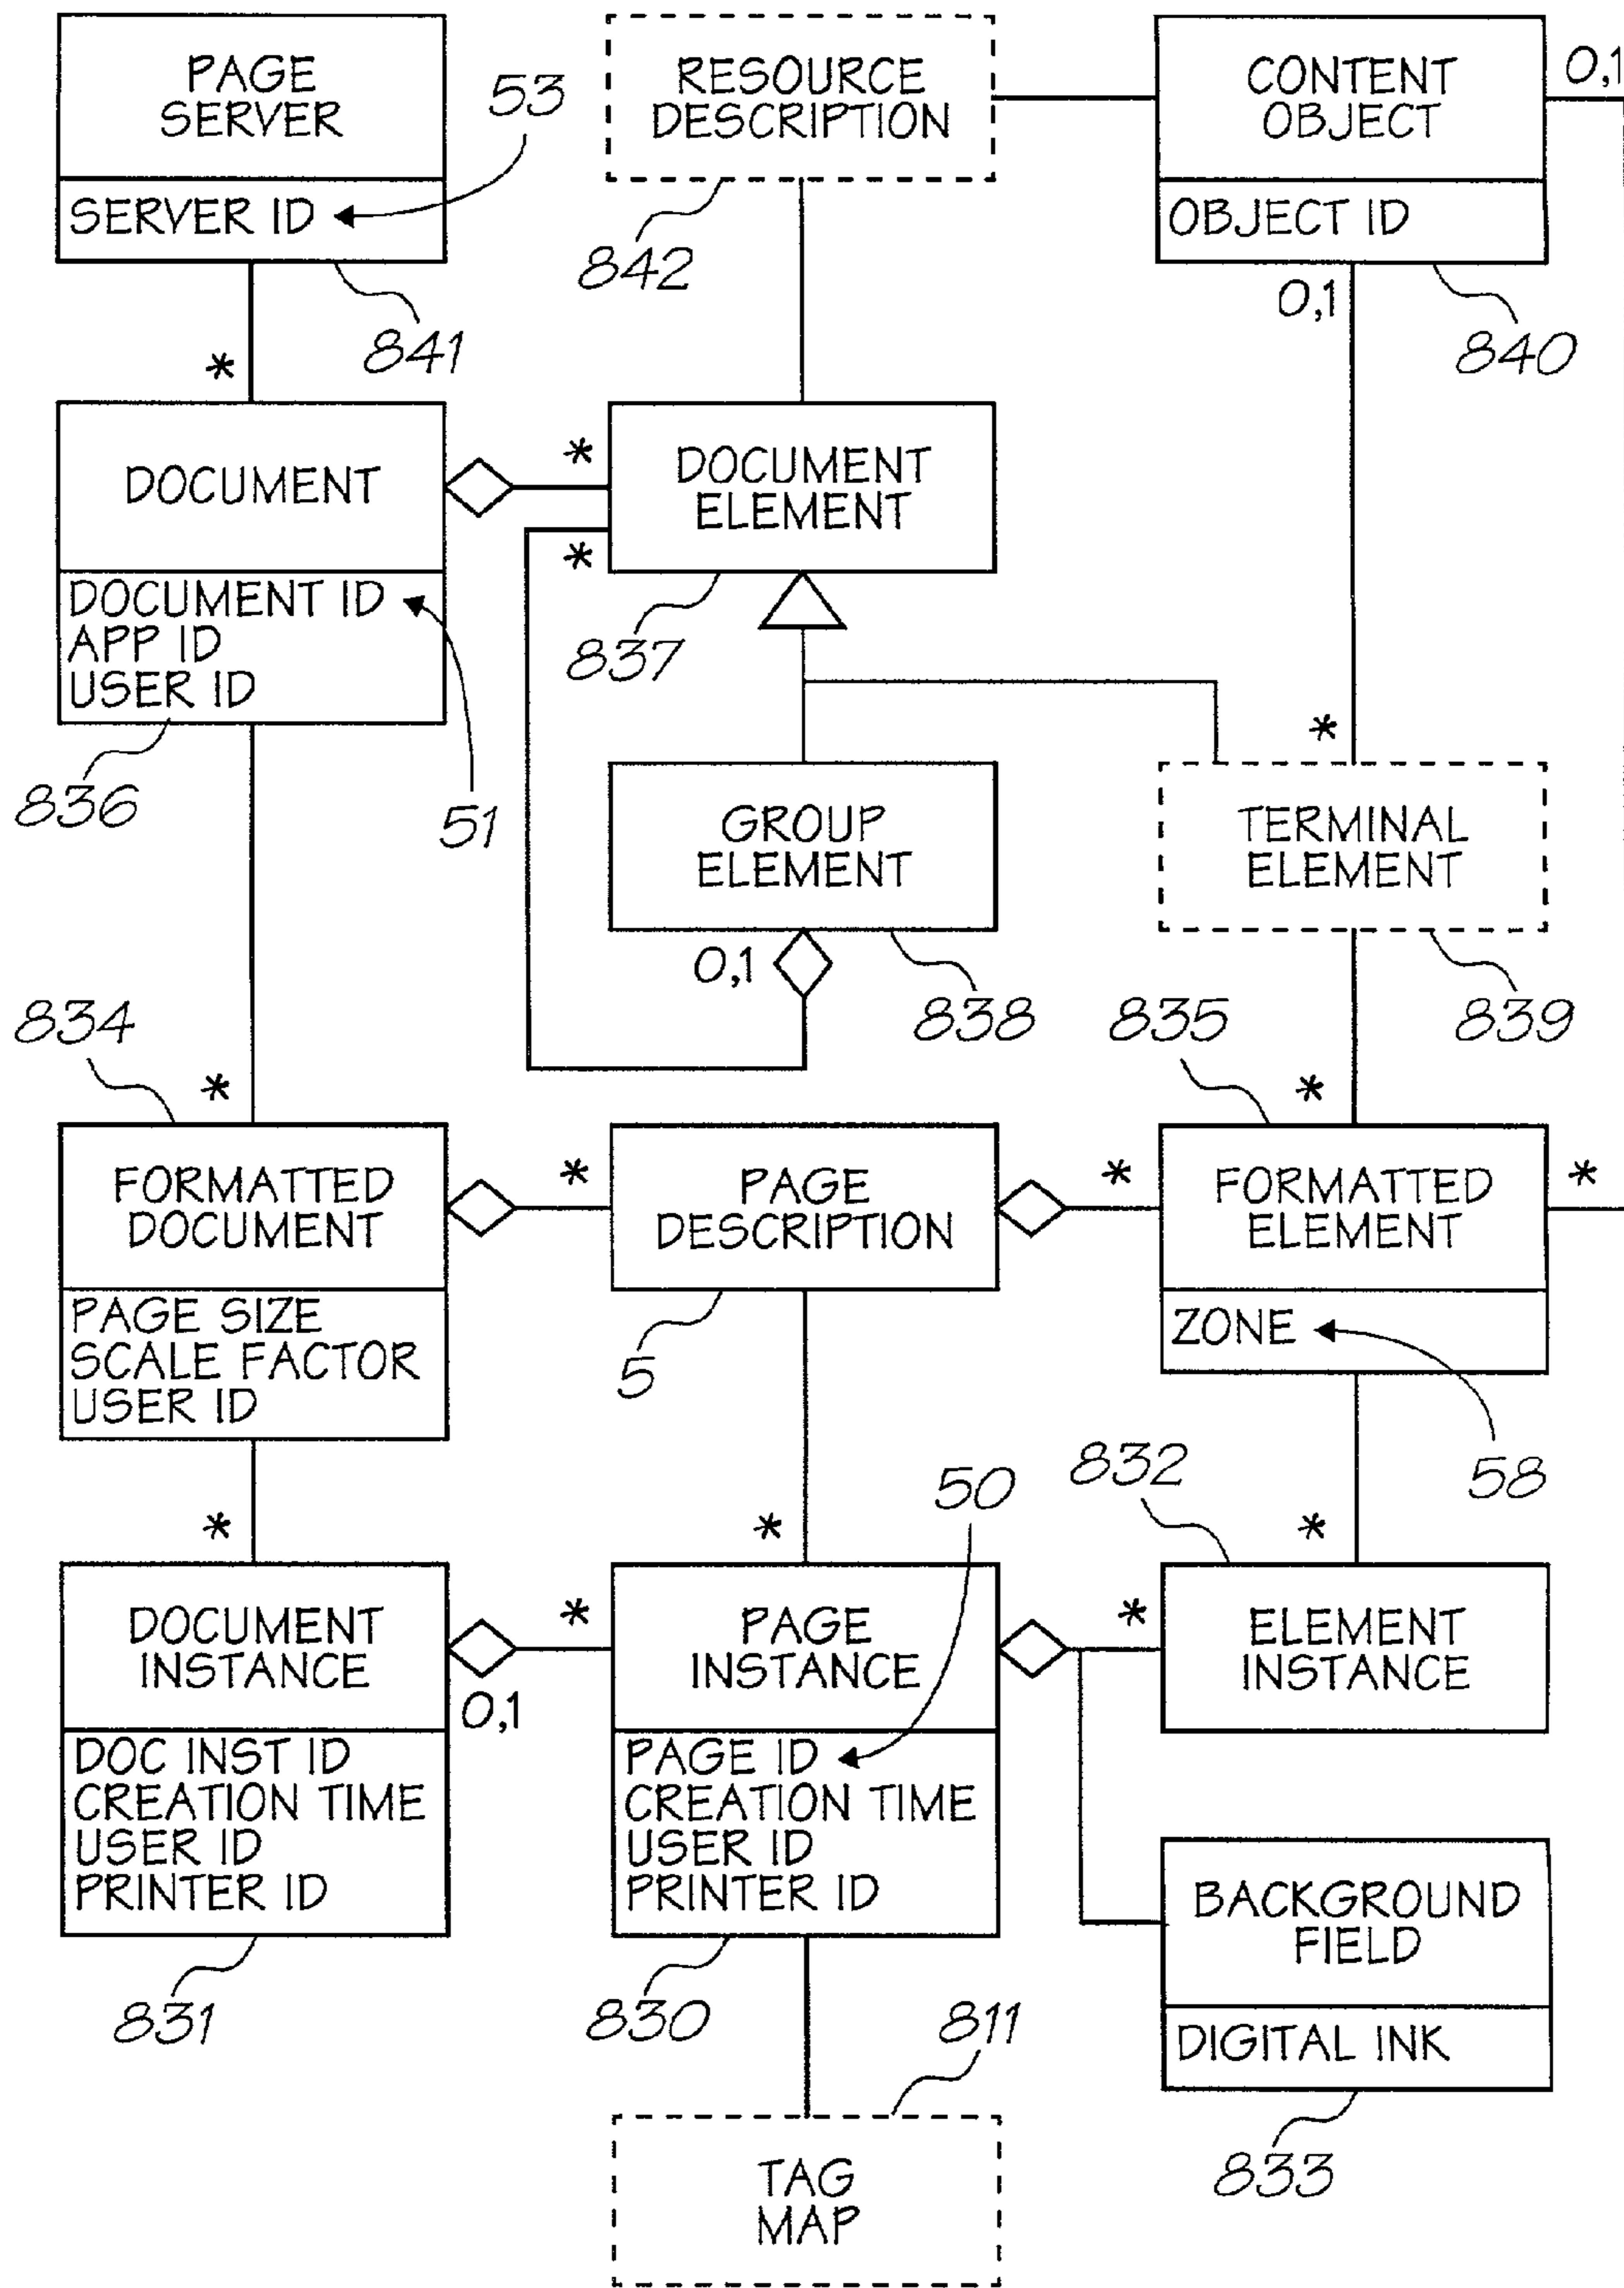 PAGE
SERVER
SERVER ID
53
841
RESOURCE
DESCRIPTION
842
CONTENT
OBJECT
OBJECT ID
840
0,1
0,1
*
DOCUMENT
DOCUMENT ID
APP ID
USER ID
836
51
*
*
DOCUMENT
ELEMENT
837
GROUP
ELEMENT
0,1
838
*
TERMINAL
ELEMENT
839
834
*
FORMATTED
DOCUMENT
PAGE SIZE
SCALE FACTOR
USER ID
*
PAGE
DESCRIPTION
5
835
*
*
FORMATTED
ELEMENT
*
ZONE
58
*
DOCUMENT
INSTANCE
0,1
DOC INST ID
CREATION TIME
USER ID
PRINTER ID
831
*
*
50
PAGE
INSTANCE
PAGE ID
CREATION TIME
USER ID
PRINTER ID
830
832
*
*
ELEMENT
INSTANCE
BACKGROUND
FIELD
DIGITAL INK
833
811
TAG
MAP